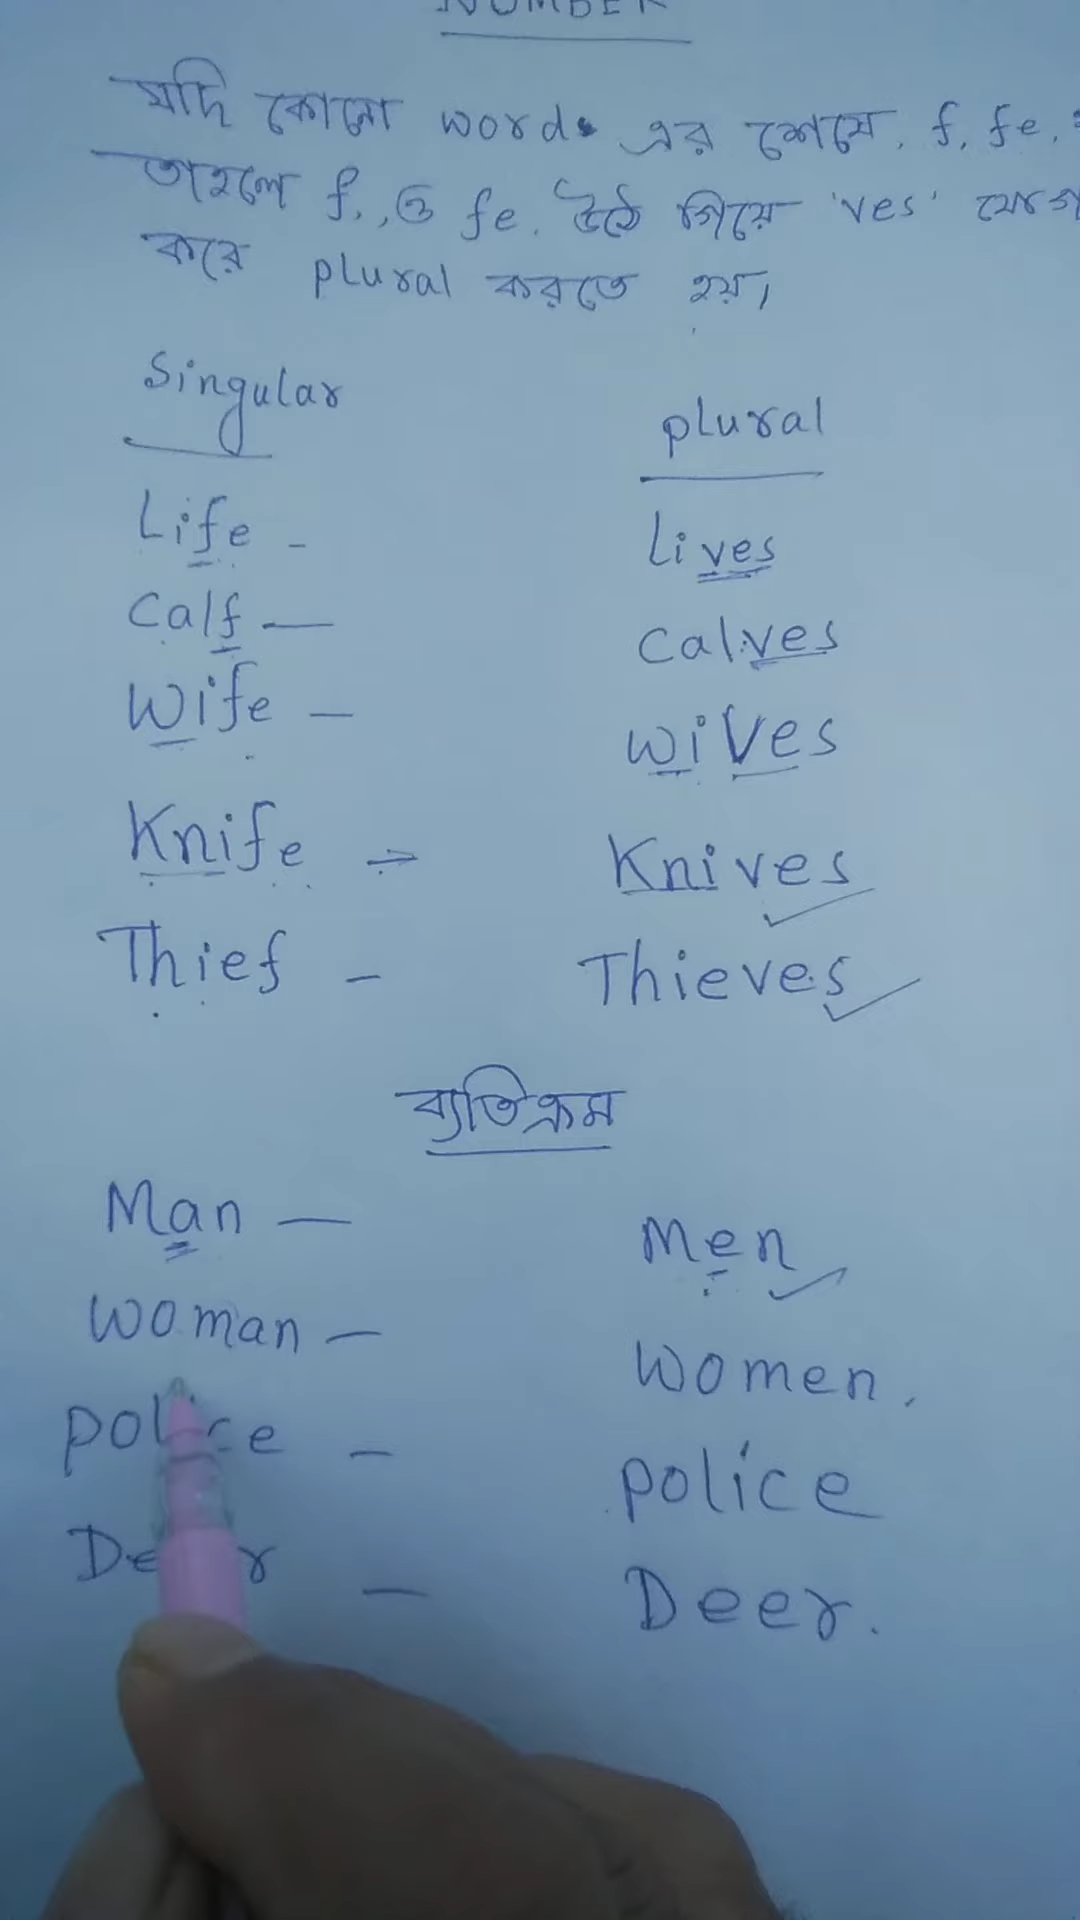 NUMBER
যদি কোনো word এর শেষে f, fe,
তাহলে f, ও fe. উঠে গিয়ে 'ves' যোগ
করে plural করতে হয়।
Singular plural
Life - lives
Calf — Calves
Wife — wives
Knife → Knives
Thief - Thieves
ব্যতিক্রম
Man — Men
Woman — Women.
police — police
Deer — Deer.